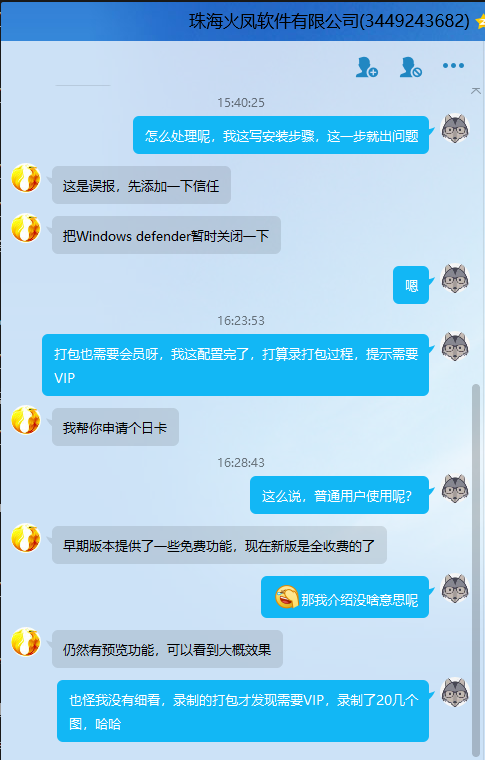 珠海火凤软件有限公司(3449243682)
15:40:25
怎么处理呢，我这写安装步骤，这一步就出问题
这是误报，先添加一下信任
把Windows defender暂时关闭一下
嗯
16:23:53
打包也需要会员呀，我这配置完了，打算录打包过程，提示需要
VIP
我帮你申请个日卡
16:28:43
这么说，普通用户使用呢？
早期版本提供了一些免费功能，现在新版是全收费的了
那我介绍没啥意思呢
仍然有预览功能，可以看到大概效果
也怪我没有细看，录制的打包才发现需要VIP，录制了20几个
图，哈哈